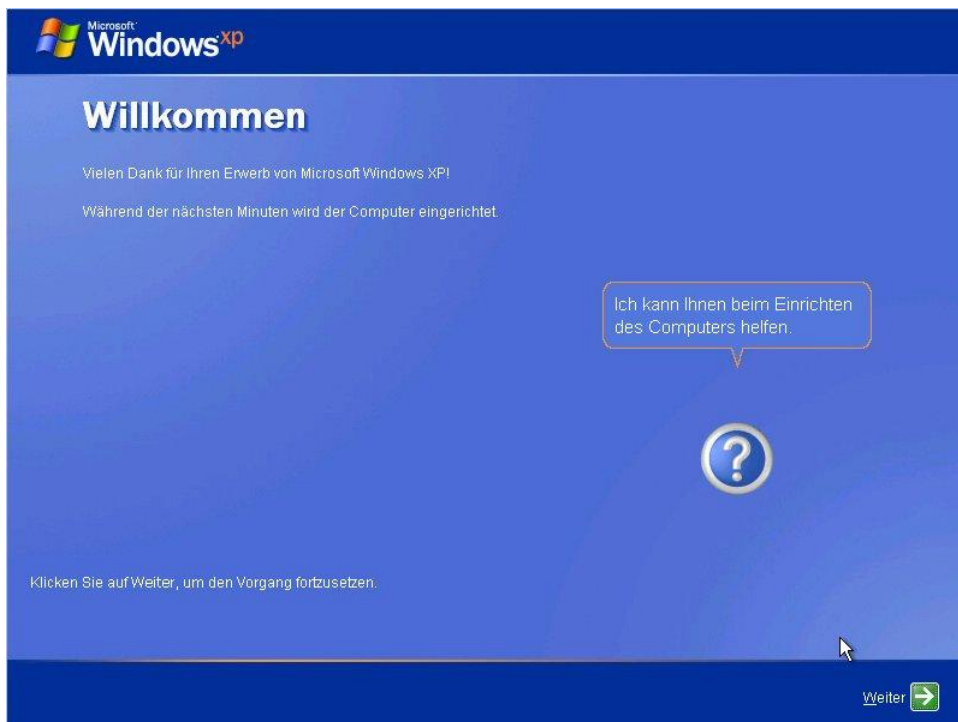 Microsoft
Windows xp
Willkommen
Vielen Dank für Ihren Erwerb von Microsoft Windows XP!
Während der nächsten Minuten wird der Computer eingerichtet.
Ich kann Ihnen beim Einrichten
des Computers helfen.
?
Klicken Sie auf Weiter, um den Vorgang fortzusetzen.
Weiter